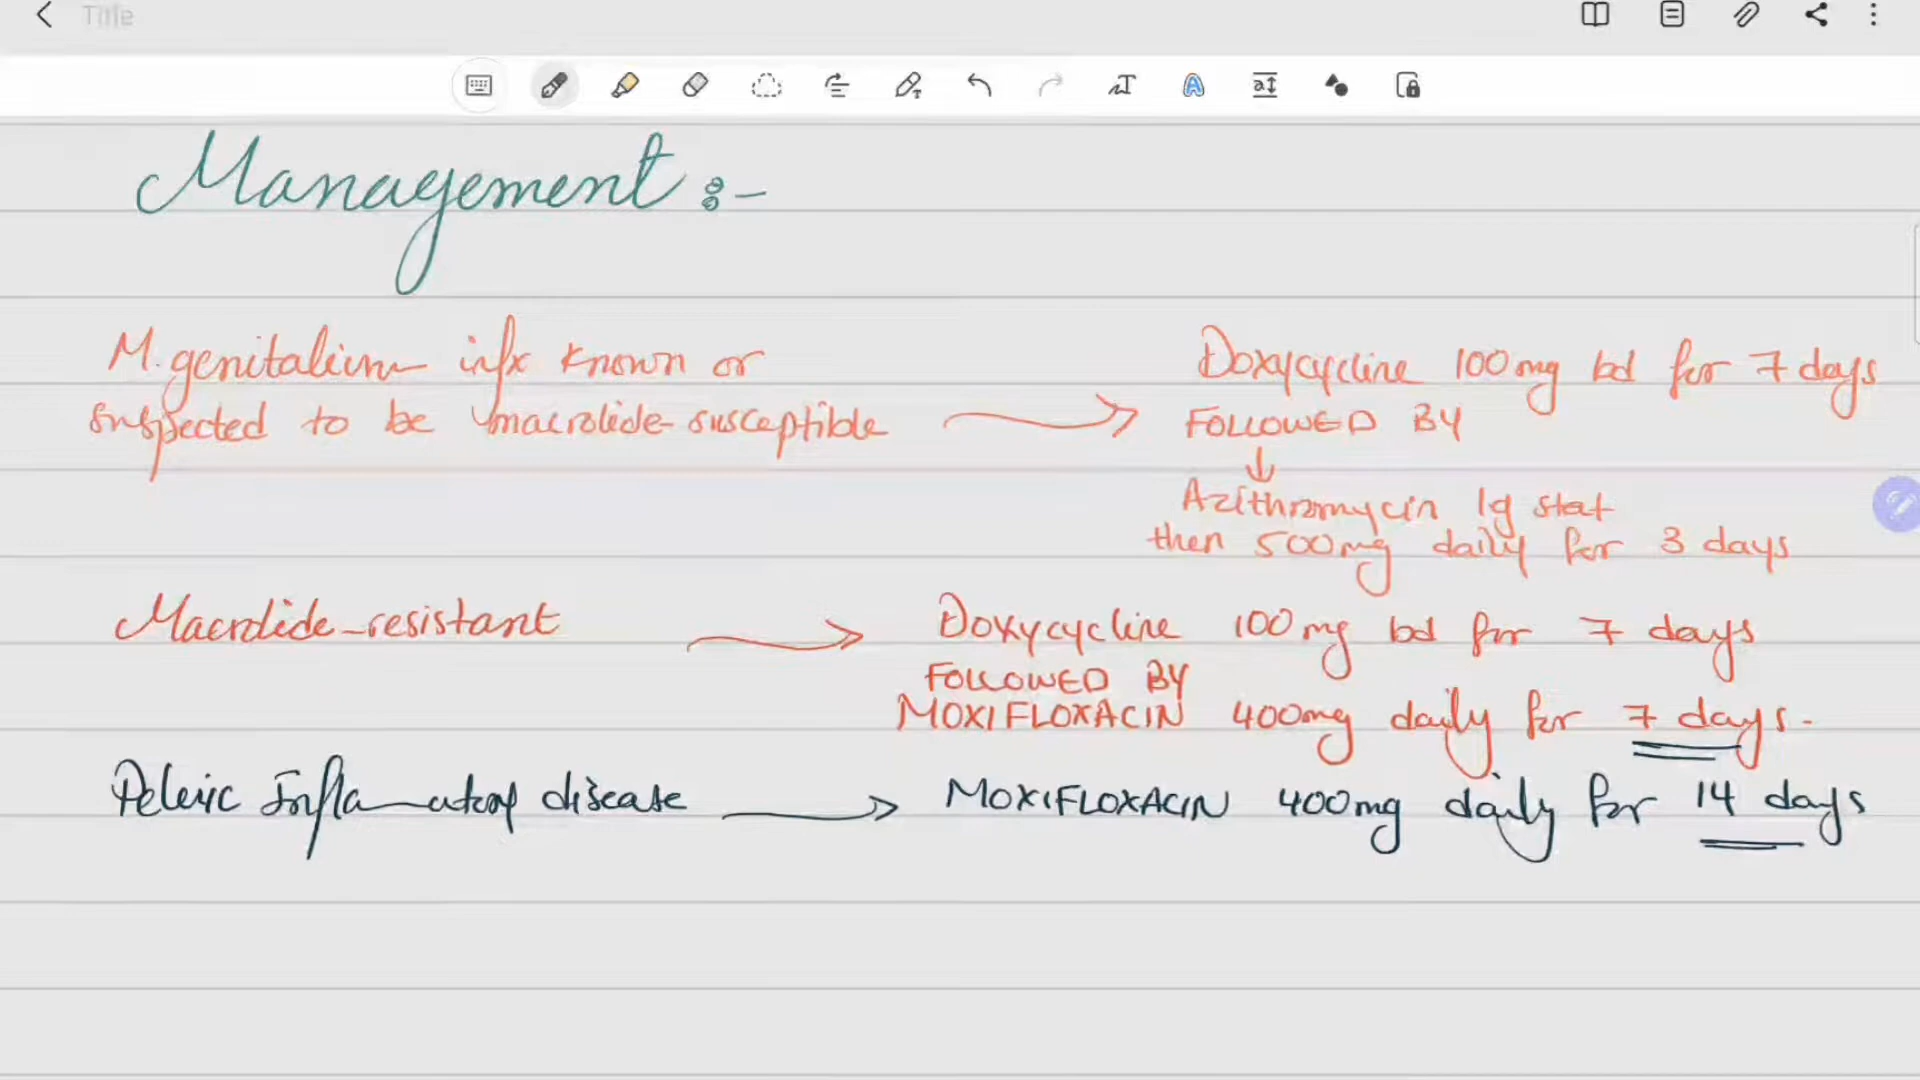 Title
Management :-
M. genitalium infx known or
suspected to be macrolide-susceptible
Doxycycline 100mg bd for 7 days
FOLLOWED BY
Azithromycin 1g stat
then 500mg daily for 3 days
Macrolide-resistant
Doxycycline 100mg bd for 7 days
FOLLOWED BY
MOXIFLOXACIN 400mg daily for 7 days.
Pelvic Inflammatory disease
MOXIFLOXACIN 400mg daily for 14 days